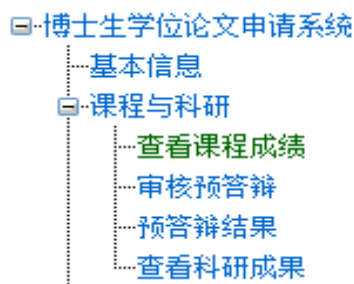 博士生学位论文申请系统
基本信息
课程与科研
查看课程成绩
审核预答辩
预答辩结果
查看科研成果